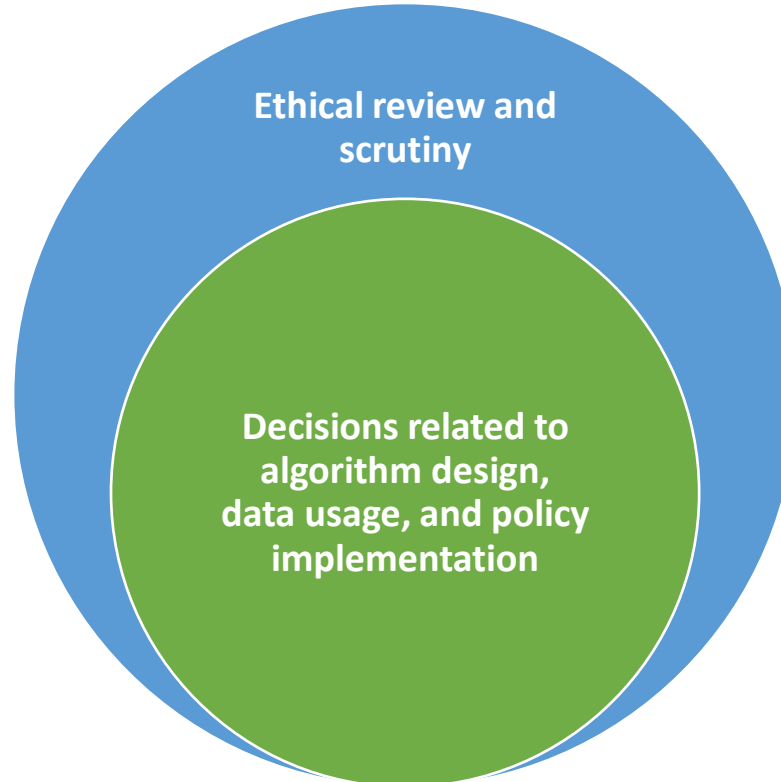 Ethical review and
scrutiny
Decisions related to
algorithm design,
data usage, and policy
implementation